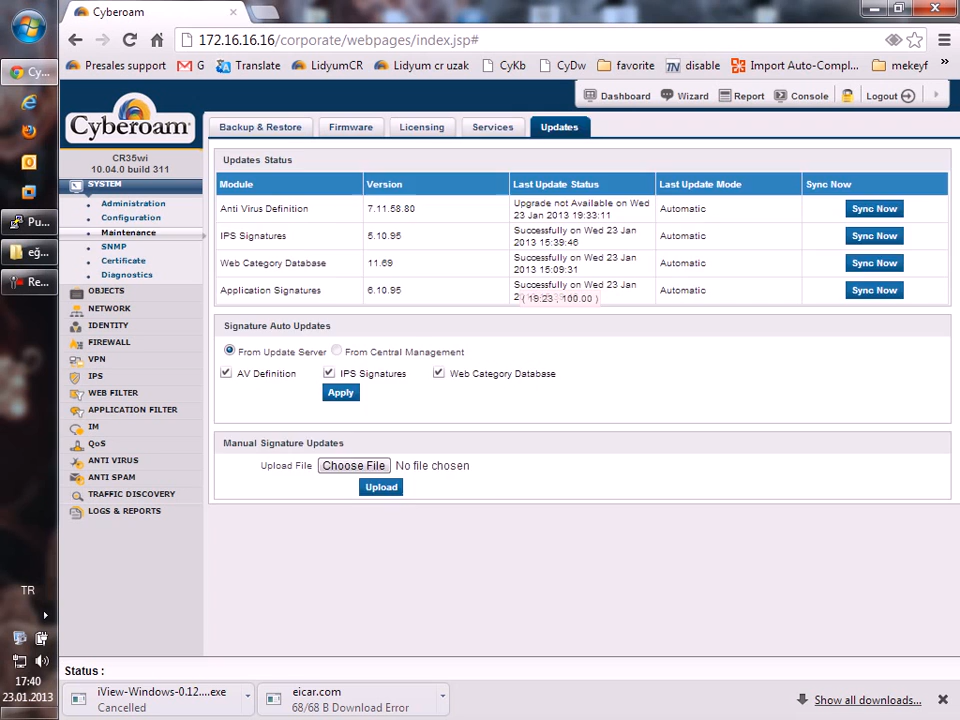 Cyberoam
172.16.16.16/corporate/webpages/index.jsp#
Presales support
G
Translate
LidyumCR
Lidyum cr uzak
CyKb
CyDw
favorite
disable
Import Auto-Compl...
mekeyf
»
Cy...
Pu...
eğ...
Re...
TR
17:40
23.01.2013
Cyberoam
CR35wi
10.04.0 build 311
Dashboard
Wizard
Report
Console
Logout
Backup & Restore
Firmware
Licensing
Services
Updates
SYSTEM
Administration
Configuration
Maintenance
SNMP
Certificate
Diagnostics
OBJECTS
NETWORK
IDENTITY
FIREWALL
VPN
IPS
WEB FILTER
APPLICATION FILTER
IM
QoS
ANTI VIRUS
ANTI SPAM
TRAFFIC DISCOVERY
LOGS & REPORTS
Updates Status
Module Version Last Update Status Last Update Mode Sync Now
Anti Virus Definition 7.11.58.80 Upgrade not Available on Wed Automatic Sync Now
23 Jan 2013 19:33:11
IPS Signatures 5.10.95 Successfully on Wed 23 Jan Automatic Sync Now
2013 15:39:46
Web Category Database 11.69 Successfully on Wed 23 Jan Automatic Sync Now
2013 15:09:31
Application Signatures 6.10.95 Successfully on Wed 23 Jan Automatic Sync Now
( 19:23 , 100.00 )
Signature Auto Updates
From Update Server From Central Management
AV Definition IPS Signatures Web Category Database
Apply
Manual Signature Updates
Upload File Choose File No file chosen
Upload
Status :
iView-Windows-0.12....exe
Cancelled
eicar.com
68/68 B Download Error
Show all downloads...